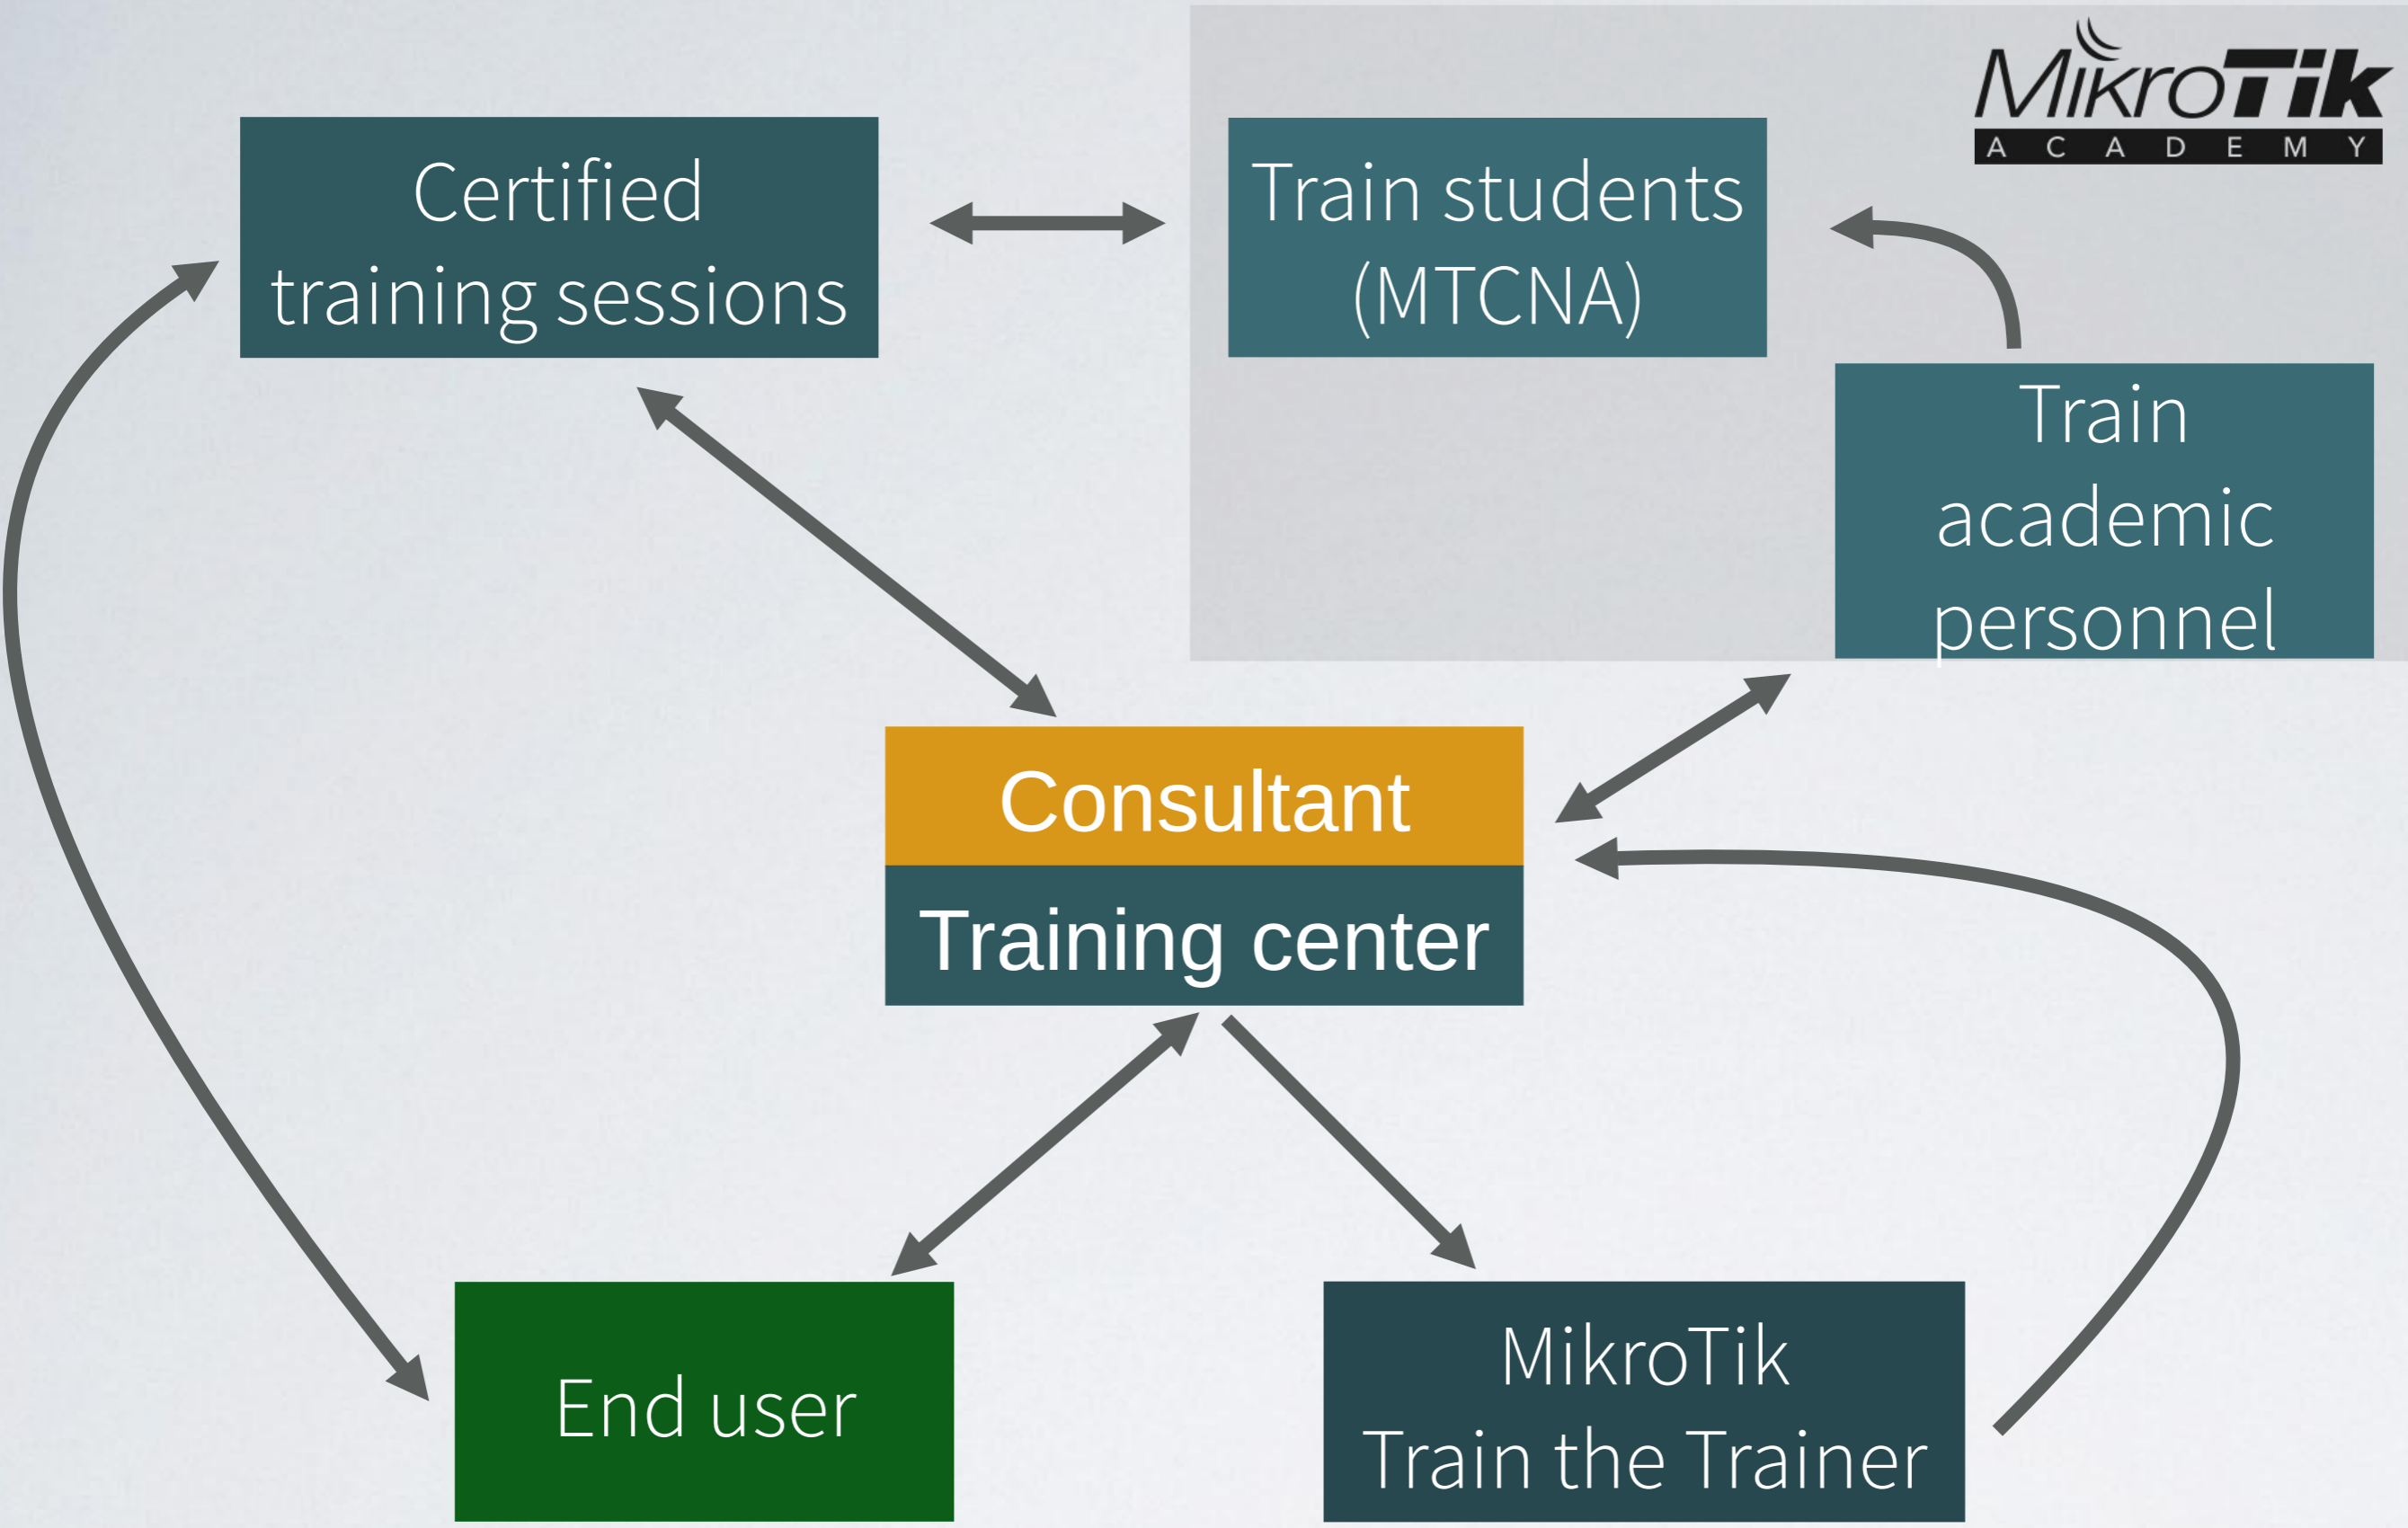 MikroTik
ACADEMY
Certified
training sessions
Train students
(MTCNA)
Train
academic
personnel
Consultant
Training center
End user
MikroTik
Train the Trainer